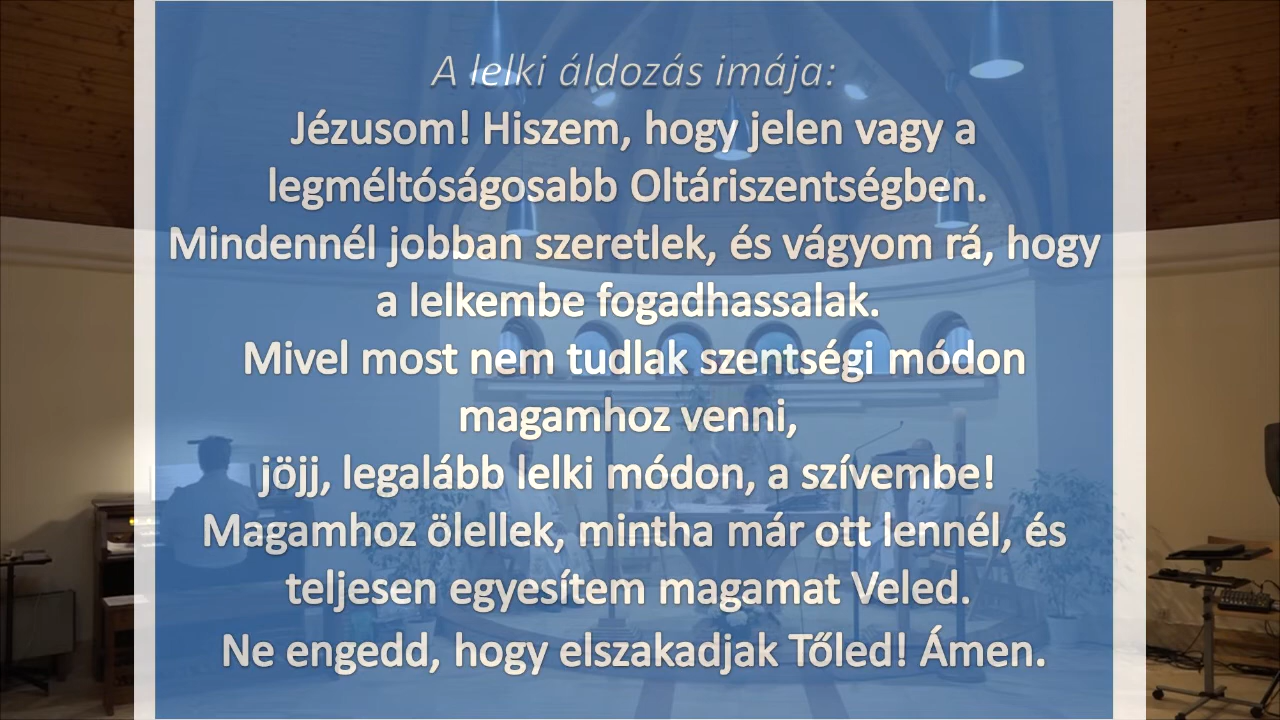 A lelki áldozás imája:
Jézusom! Hiszem, hogy jelen vagy a
legméltóságosabb Oltáriszentségben.
Mindennél jobban szeretlek, és vágyom rá, hogy
a lelkembe fogadhassalak.
Mivel most nem tudlak szentségi módon
magamhoz venni,
jöjj, legalább lelki módon, a szívembe!
Magamhoz ölellek, mintha már ott lennél, és
teljesen egyesítem magamat Veled.
Ne engedd, hogy elszakadjak Tőled! Ámen.